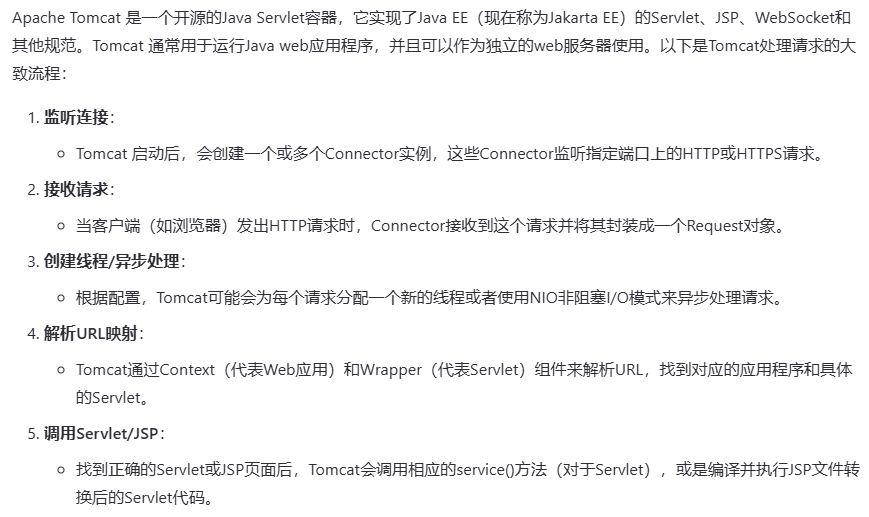 Apache Tomcat 是一个开源的Java Servlet容器，它实现了Java EE（现在称为Jakarta EE）的Servlet、JSP、WebSocket和
其他规范。Tomcat 通常用于运行Java web应用程序，并且可以作为独立的web服务器使用。以下是Tomcat处理请求的大
致流程：
1. 监听连接：
◦ Tomcat 启动后，会创建一个或多个Connector实例，这些Connector监听指定端口上的HTTP或HTTPS请求。
2. 接收请求：
◦ 当客户端（如浏览器）发出HTTP请求时，Connector接收到这个请求并将其封装成一个Request对象。
3. 创建线程/异步处理：
◦ 根据配置，Tomcat可能会为每个请求分配一个新的线程或者使用NIO非阻塞I/O模式来异步处理请求。
4. 解析URL映射：
◦ Tomcat通过Context（代表Web应用）和Wrapper（代表Servlet）组件来解析URL，找到对应的应用程序和具体
的Servlet。
5. 调用Servlet/JSP：
◦ 找到正确的Servlet或JSP页面后，Tomcat会调用相应的service()方法（对于Servlet），或是编译并执行JSP文件转
换后的Servlet代码。